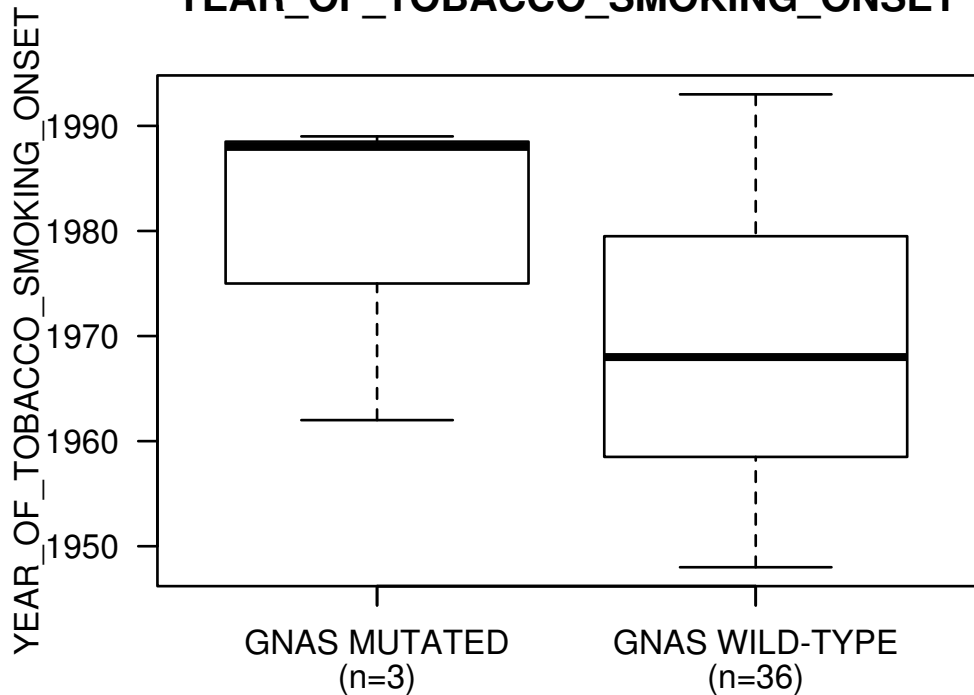 YEAR_OF_TOBACCO_SMOKING_ONSET
YEAR_OF_TOBACCO_SMOKING_ONSET
1990
1980
1970
1960
1950
GNAS MUTATED
(n=3)
GNAS WILD-TYPE
(n=36)